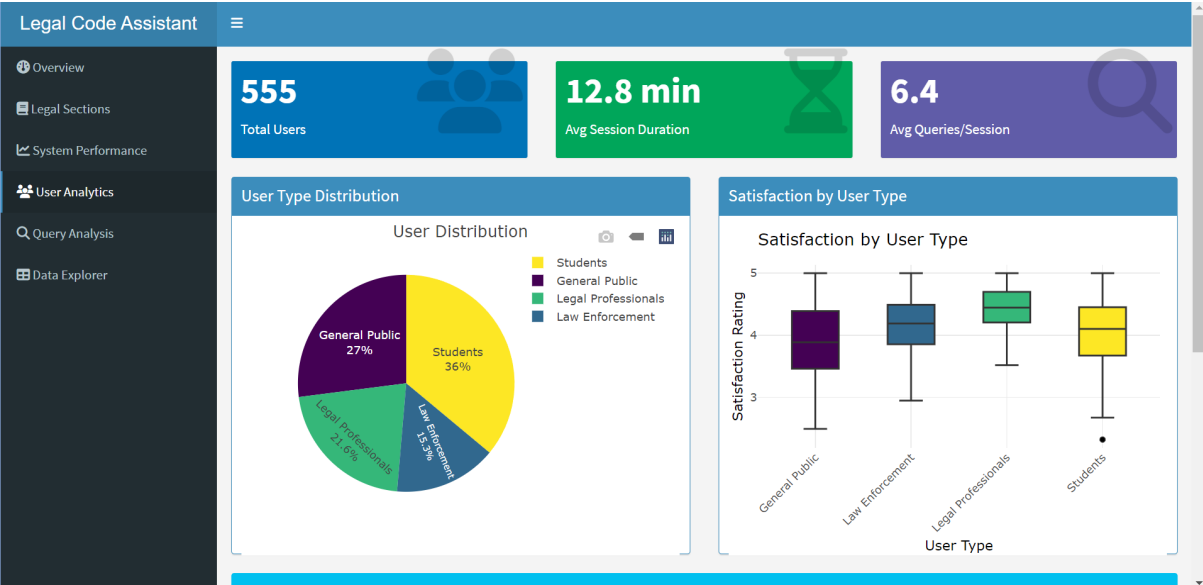 Legal Code Assistant
Overview
Legal Sections
System Performance
User Analytics
Query Analysis
Data Explorer
555
Total Users
12.8 min
Avg Session Duration
6.4
Avg Queries/Session
User Type Distribution
User Distribution
Students
General Public
Legal Professionals
Law Enforcement
General Public
27%
Students
36%
Legal Professionals
21.6%
Law Enforcement
15.3%
Satisfaction by User Type
Satisfaction by User Type
Satisfaction Rating
5
4
3
General Public
Law Enforcement
Legal Professionals
Students
User Type